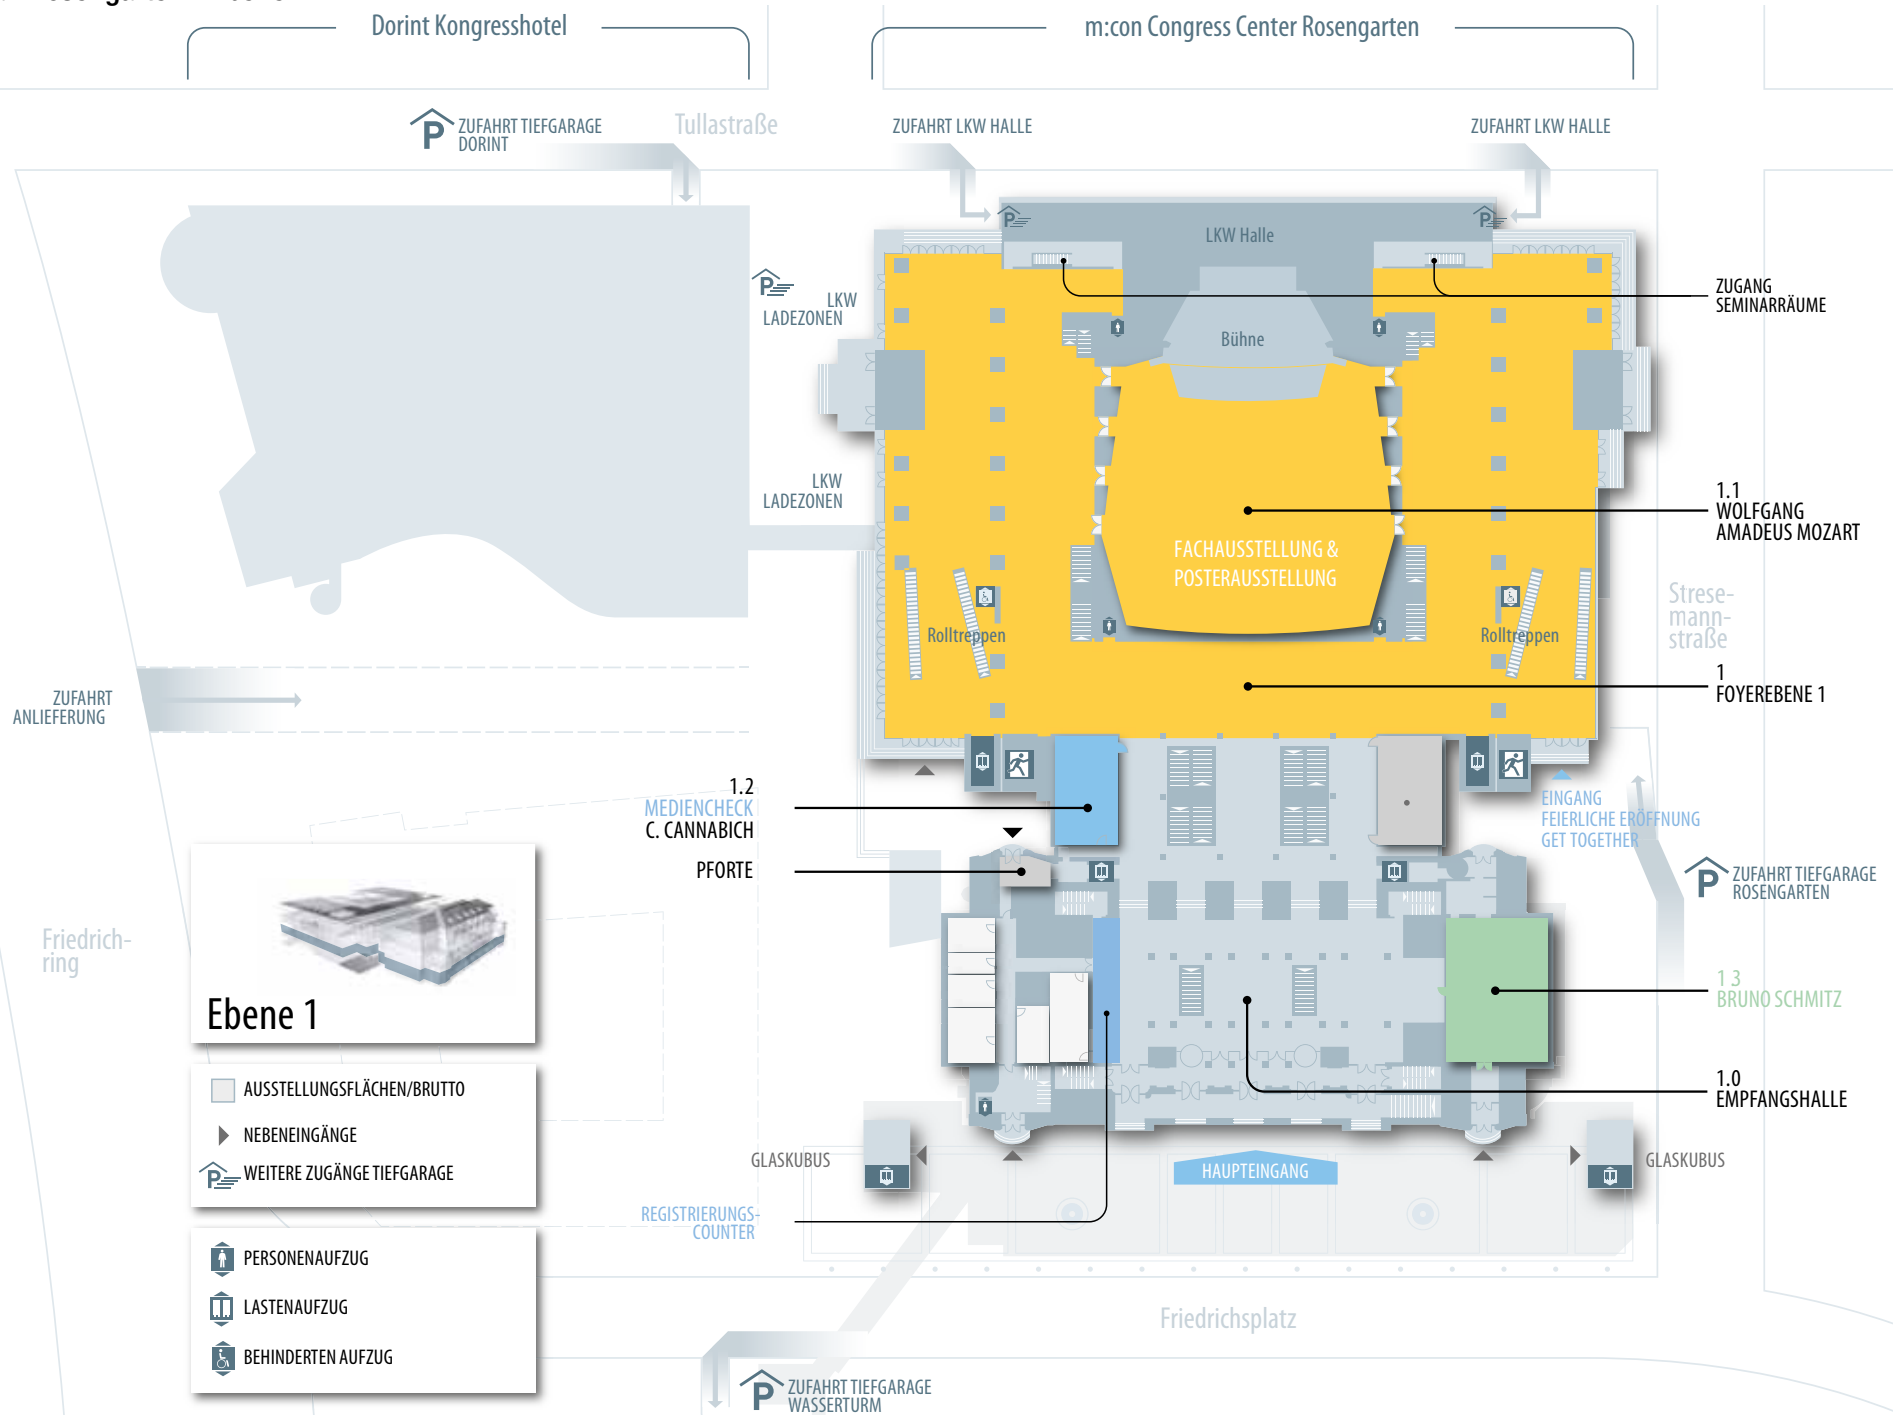 Dorint Kongresshotel
m:con Congress Center Rosengarten
ZUFAHRT TIEFGARAGE
DORINT
Tullastraße
ZUFAHRT LKW HALLE
ZUFAHRT LKW HALLE
P
P
P
LKW Halle
P
LKW
LADEZONEN
Bühne
ZUGANG
SEMINARRÄUME
LKW
LADEZONEN
1.1
WOLFGANG
AMADEUS MOZART
FACHAUSSTELLUNG &
POSTERAUSSTELLUNG
Strese-
mann-
straße
Rolltreppen
Rolltreppen
1
FOYEREBENE 1
ZUFAHRT
ANLIEFERUNG
1.2
MEDIENCHECK
C. CANNABICH
PFORTE
EINGANG
FEIERLICHE ERÖFFNUNG
GET TOGETHER
P
ZUFAHRT TIEFGARAGE
ROSENGARTEN
Friedrich-
ring
Ebene 1
1 3
BRUNO SCHMITZ
1.0
EMPFANGSHALLE
AUSSTELLUNGSFLÄCHEN/BRUTTO
NEBENEINGÄNGE
P
WEITERE ZUGÄNGE TIEFGARAGE
GLASKUBUS
HAUPTEINGANG
GLASKUBUS
REGISTRIERUNGS-
COUNTER
PERSONENAUFZUG
LASTENAUFZUG
BEHINDERTEN AUFZUG
Friedrichsplatz
P
ZUFAHRT TIEFGARAGE
WASSERTURM